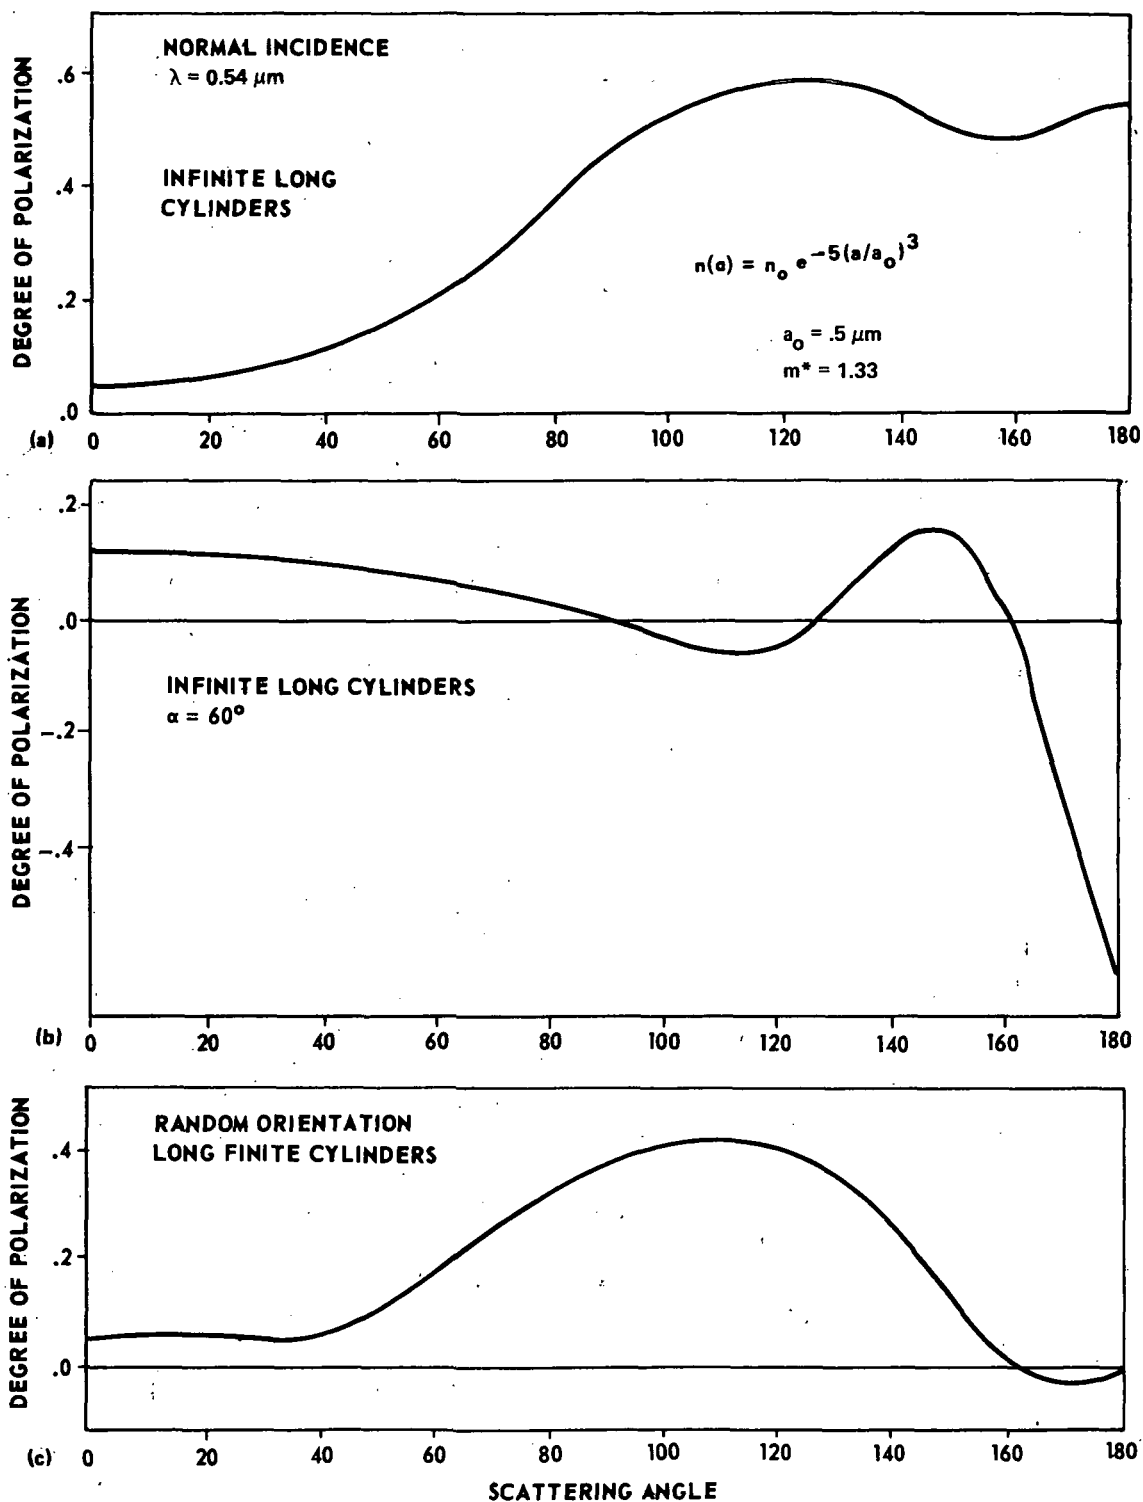 NORMAL INCIDENCE
λ = 0.54 μm
INFINITE LONG
CYLINDERS
n(a) = n₀ e^−5(a/a₀)³
a₀ = .5 μm
m* = 1.33
DEGREE OF POLARIZATION
.6
.4
.2
.0
(a) 0 20 40 60 80 100 120 140 160 180
INFINITE LONG CYLINDERS
α = 60°
DEGREE OF POLARIZATION
.2
.0
−.2
−.4
(b) 0 20 40 60 80 100 120 140 160 180
RANDOM ORIENTATION
LONG FINITE CYLINDERS
DEGREE OF POLARIZATION
.4
.2
.0
(c) 0 20 40 60 80 100 120 140 160 180
SCATTERING ANGLE